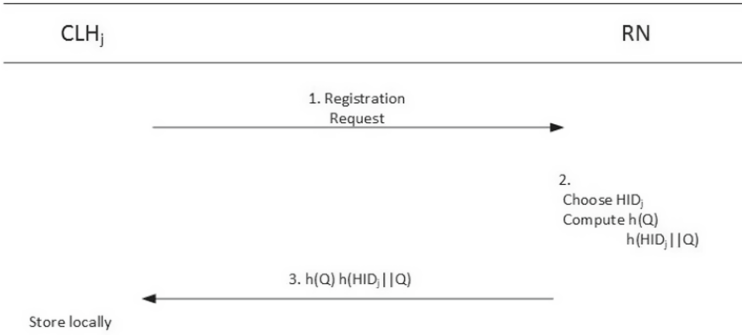 CLHj RN
1. Registration
Request
2.
Choose HIDj
Compute h(Q)
h(HIDj||Q)
3. h(Q) h(HIDj||Q)
Store locally